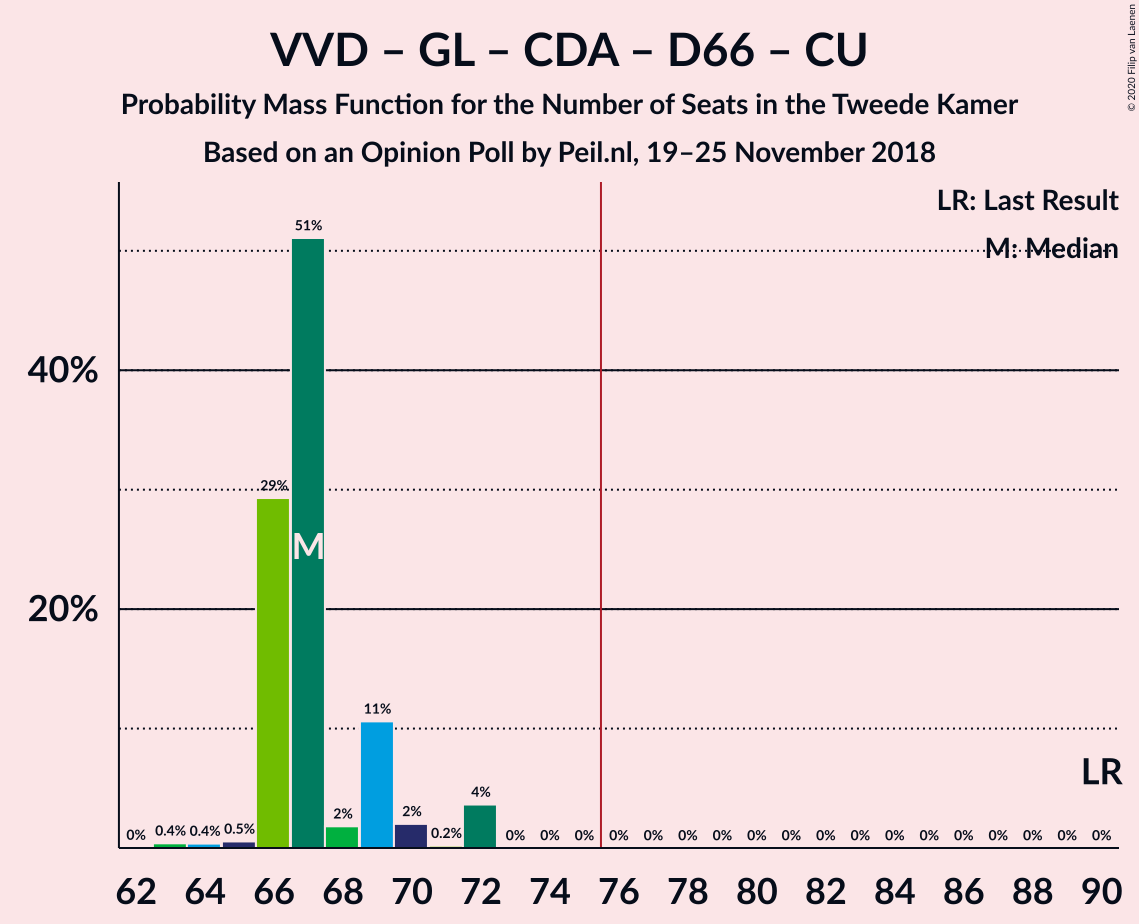 VVD – GL – CDA – D66 – CU
Probability Mass Function for the Number of Seats in the Tweede Kamer
Based on an Opinion Poll by Peil.nl, 19–25 November 2018
© 2020 Filip van Laenen
LR: Last Result
M: Median
51%
40%
29%
M
20%
11%
LR
4%
0% 0.4% 0.4% 0.5% 2% 2% 0.2% 0% 0% 0% 0% 0% 0% 0% 0% 0% 0% 0% 0% 0% 0% 0% 0% 0% 0%
62 64 66 68 70 72 74 76 78 80 82 84 86 88 90